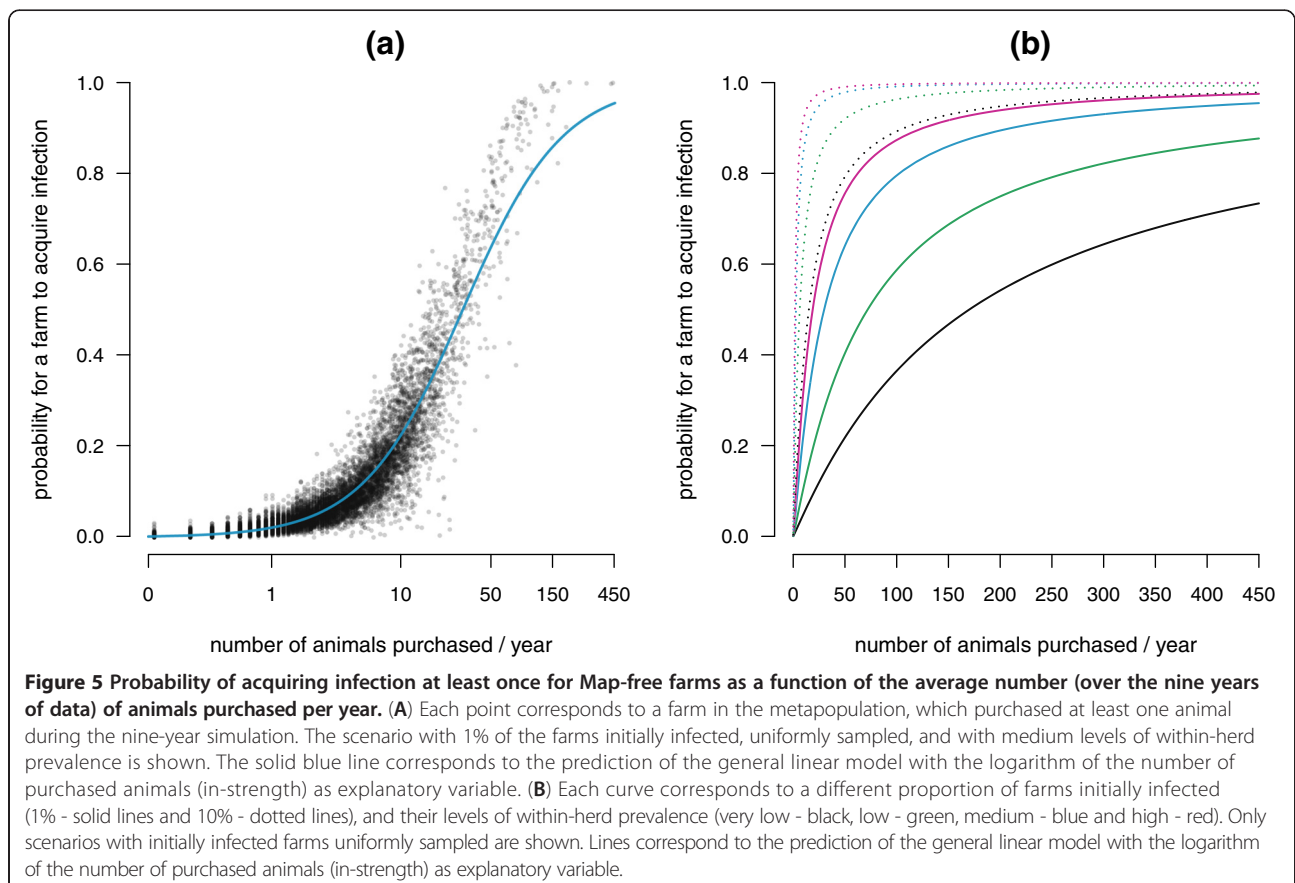 (a)
probability for a farm to acquire infection
1.0
0.8
0.6
0.4
0.2
0.0
0 1 10 50 150 450
number of animals purchased / year
(b)
probability for a farm to acquire infection
1.0
0.8
0.6
0.4
0.2
0.0
0 50 100 150 200 250 300 350 400 450
number of animals purchased / year
Figure 5 Probability of acquiring infection at least once for Map-free farms as a function of the average number (over the nine years
of data) of animals purchased per year. (A) Each point corresponds to a farm in the metapopulation, which purchased at least one animal
during the nine-year simulation. The scenario with 1% of the farms initially infected, uniformly sampled, and with medium levels of within-herd
prevalence is shown. The solid blue line corresponds to the prediction of the general linear model with the logarithm of the number of
purchased animals (in-strength) as explanatory variable. (B) Each curve corresponds to a different proportion of farms initially infected
(1% - solid lines and 10% - dotted lines), and their levels of within-herd prevalence (very low - black, low - green, medium - blue and high - red). Only
scenarios with initially infected farms uniformly sampled are shown. Lines correspond to the prediction of the general linear model with the logarithm
of the number of purchased animals (in-strength) as explanatory variable.